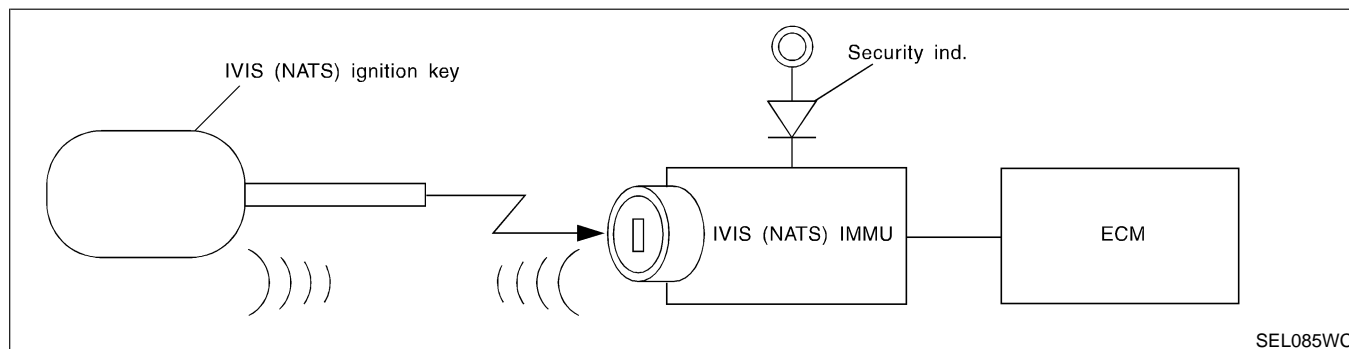 IVIS (NATS) ignition key
Security ind.
IVIS (NATS) IMMU
ECM
SEL085WC